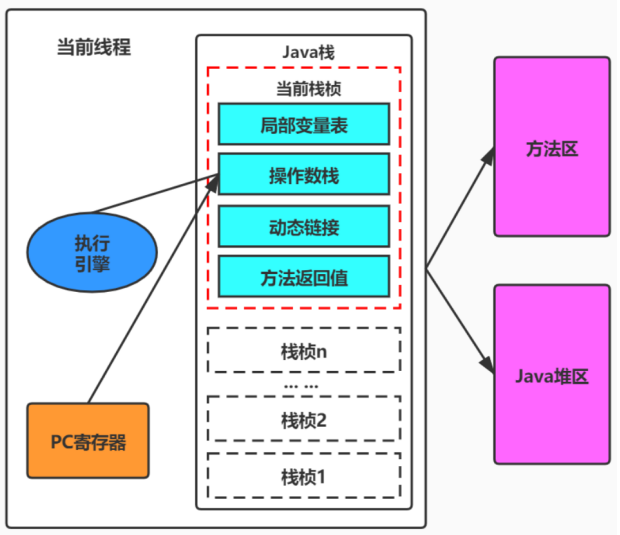 当前线程
Java栈
当前栈桢
局部变量表
操作数栈
动态链接
方法返回值
执行
引擎
PC寄存器
栈桢n
... ...
栈桢2
栈桢1
方法区
Java堆区